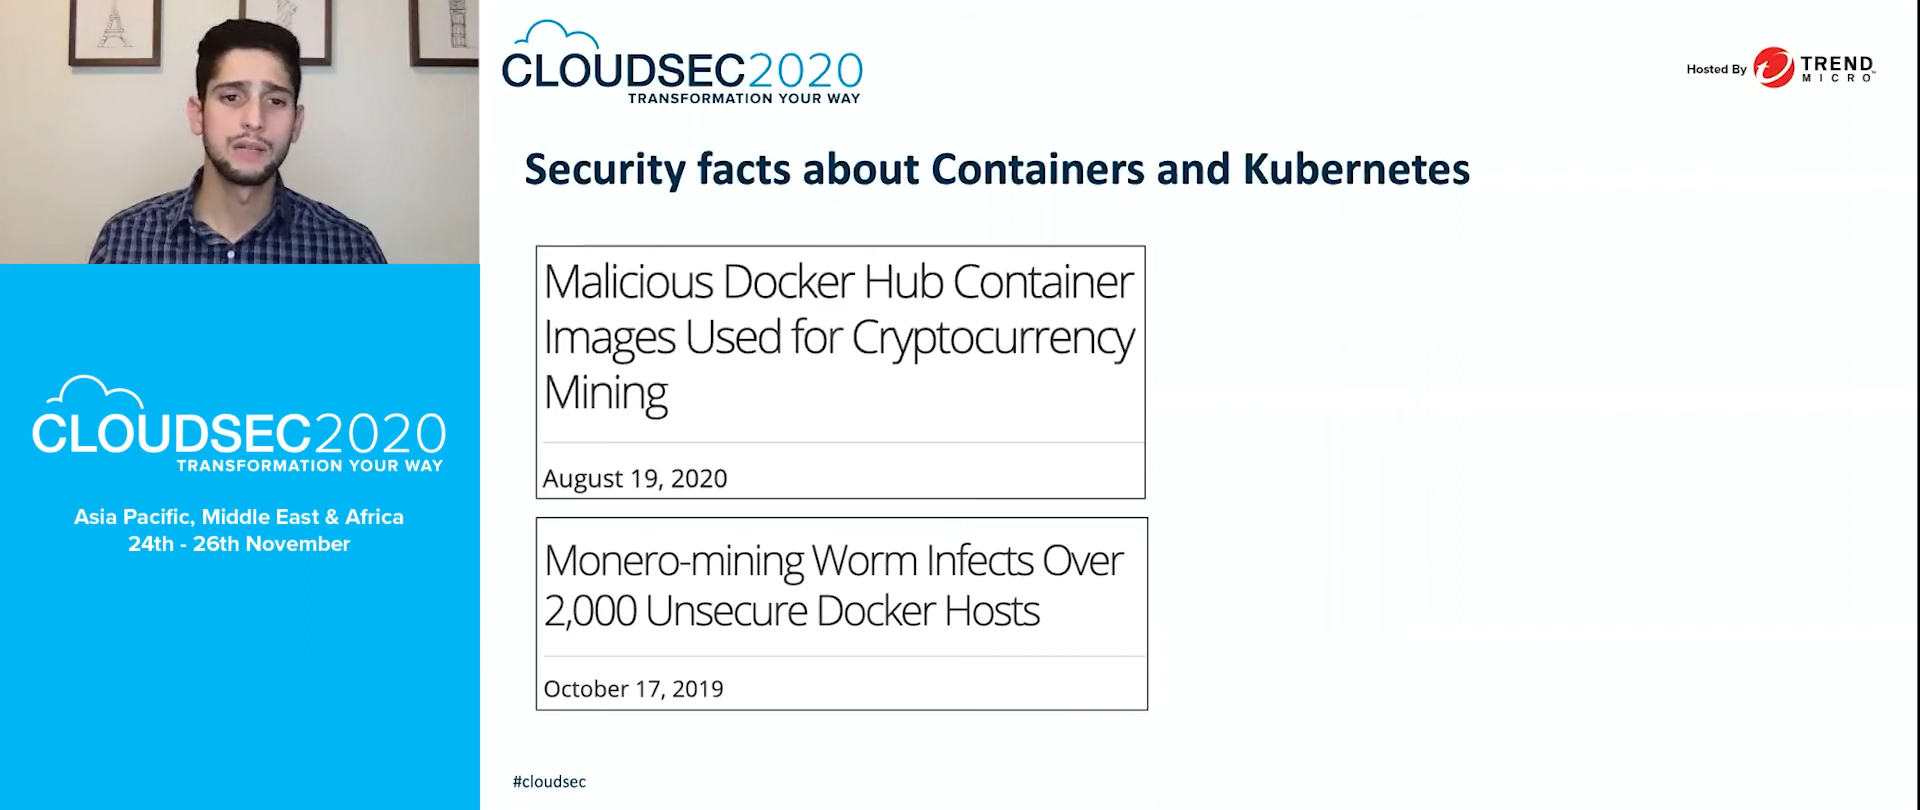 CLOUDSEC2020
TRANSFORMATION YOUR WAY
Asia Pacific, Middle East & Africa
24th - 26th November
CLOUDSEC2020
TRANSFORMATION YOUR WAY
Hosted By
TREND
MICRO™
Security facts about Containers and Kubernetes
Malicious Docker Hub Container
Images Used for Cryptocurrency
Mining
August 19, 2020
Monero-mining Worm Infects Over
2,000 Unsecure Docker Hosts
October 17, 2019
#cloudsec